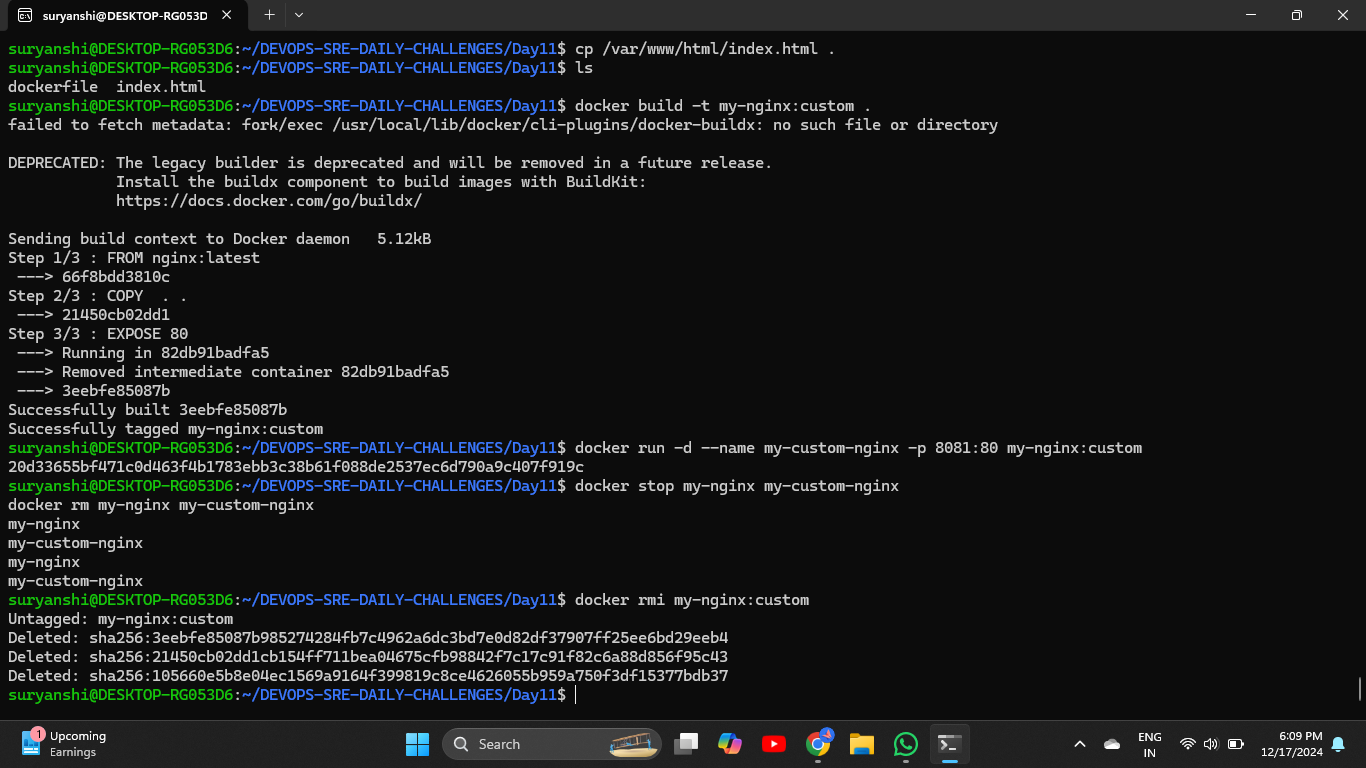 suryanshi@DESKTOP-RG053D
suryanshi@DESKTOP-RG053D6:~/DEVOPS-SRE-DAILY-CHALLENGES/Day11$ cp /var/www/html/index.html .
suryanshi@DESKTOP-RG053D6:~/DEVOPS-SRE-DAILY-CHALLENGES/Day11$ ls
dockerfile  index.html
suryanshi@DESKTOP-RG053D6:~/DEVOPS-SRE-DAILY-CHALLENGES/Day11$ docker build -t my-nginx:custom .
failed to fetch metadata: fork/exec /usr/local/lib/docker/cli-plugins/docker-buildx: no such file or directory
DEPRECATED: The legacy builder is deprecated and will be removed in a future release.
Install the buildx component to build images with BuildKit:
https://docs.docker.com/go/buildx/
Sending build context to Docker daemon   5.12kB
Step 1/3 : FROM nginx:latest
---> 66f8bdd3810c
Step 2/3 : COPY  . .
---> 21450cb02dd1
Step 3/3 : EXPOSE 80
---> Running in 82db91badfa5
---> Removed intermediate container 82db91badfa5
---> 3eebfe85087b
Successfully built 3eebfe85087b
Successfully tagged my-nginx:custom
suryanshi@DESKTOP-RG053D6:~/DEVOPS-SRE-DAILY-CHALLENGES/Day11$ docker run -d --name my-custom-nginx -p 8081:80 my-nginx:custom
20d33655bf471c0d463f4b1783ebb3c38b61f088de2537ec6d790a9c407f919c
suryanshi@DESKTOP-RG053D6:~/DEVOPS-SRE-DAILY-CHALLENGES/Day11$ docker stop my-nginx my-custom-nginx
docker rm my-nginx my-custom-nginx
my-nginx
my-custom-nginx
my-nginx
my-custom-nginx
suryanshi@DESKTOP-RG053D6:~/DEVOPS-SRE-DAILY-CHALLENGES/Day11$ docker rmi my-nginx:custom
Untagged: my-nginx:custom
Deleted: sha256:3eebfe85087b985274284fb7c4962a6dc3bd7e0d82df37907ff25ee6bd29eeb4
Deleted: sha256:21450cb02dd1cb154ff711bea04675cfb98842f7c17c91f82c6a88d856f95c43
Deleted: sha256:105660e5b8e04ec1569a9164f399819c8ce4626055b959a750f3df15377bdb37
suryanshi@DESKTOP-RG053D6:~/DEVOPS-SRE-DAILY-CHALLENGES/Day11$
1
Upcoming
Earnings
Search
ENG
IN
6:09 PM
12/17/2024